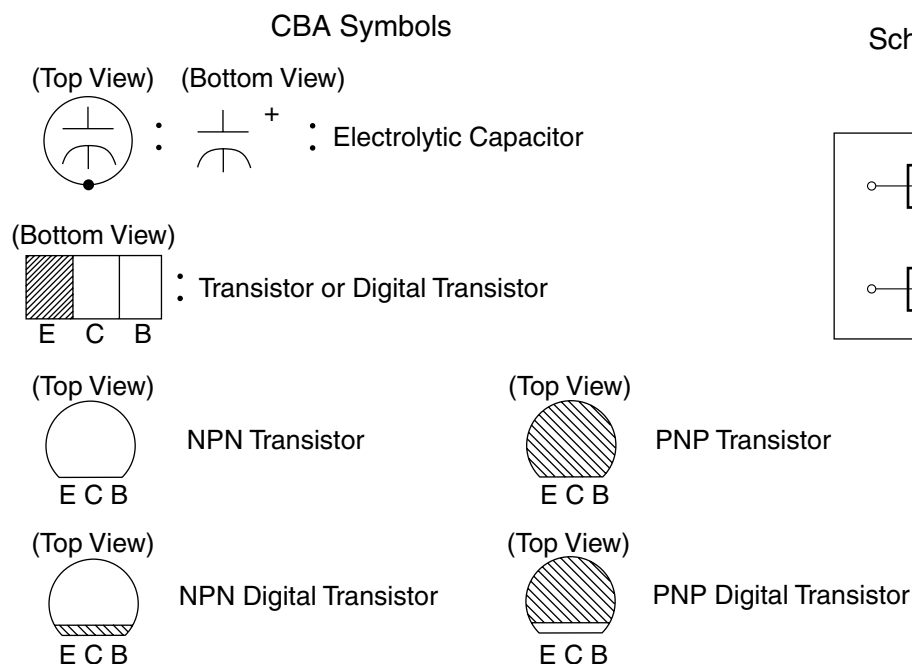 CBA Symbols
Sch
(Top View) (Bottom View)
+
: : Electrolytic Capacitor
(Bottom View)
: Transistor or Digital Transistor
E C B
(Top View) (Top View)
NPN Transistor PNP Transistor
E C B E C B
(Top View) (Top View)
NPN Digital Transistor PNP Digital Transistor
E C B E C B